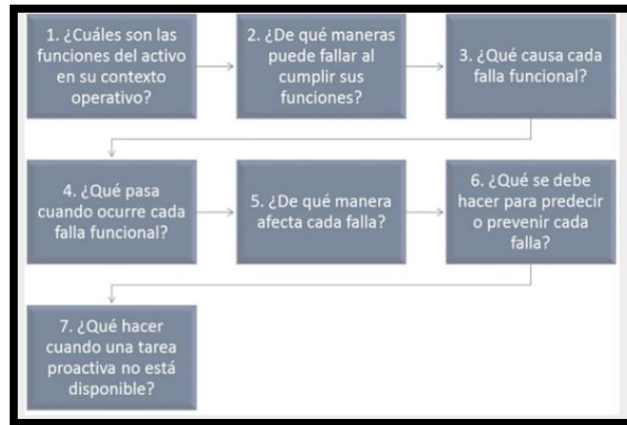 1. ¿Cuáles son las
funciones del activo
en su contexto
operativo?
2. ¿De qué maneras
puede fallar al
cumplir sus
funciones?
3. ¿Qué causa cada
falla funcional?
4. ¿Qué pasa
cuando ocurre cada
falla funcional?
5. ¿De qué manera
afecta cada falla?
6. ¿Qué se debe
hacer para predecir
o prevenir cada
falla?
7. ¿Qué hacer
cuando una tarea
proactiva no está
disponible?